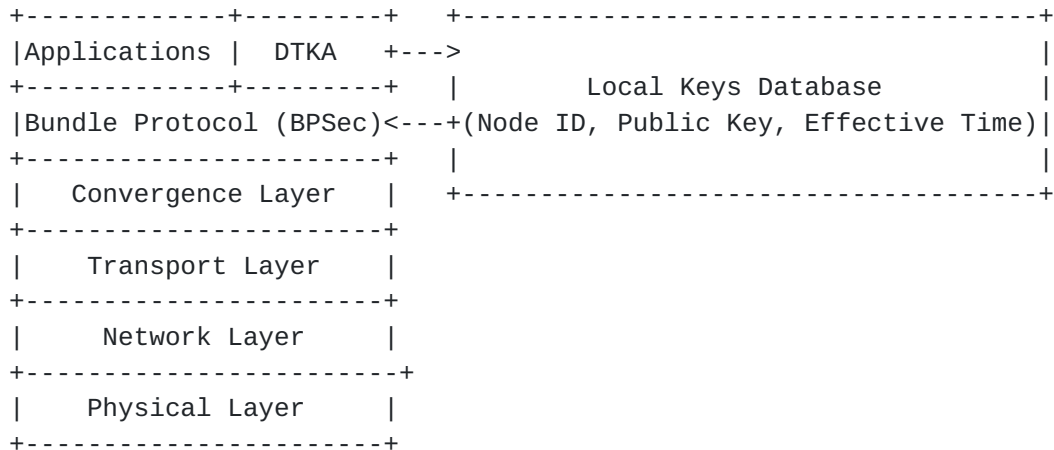 +-------------+---------+   +-------------------------------------+
|Applications |  DTKA   +--->                                     |
+-------------+---------+   |        Local Keys Database          |
|Bundle Protocol (BPSec)<---+(Node ID, Public Key, Effective Time)|
+-----------------------+   |                                     |
|   Convergence Layer   |   +-------------------------------------+
+-----------------------+
|    Transport Layer    |
+-----------------------+
|     Network Layer     |
+------------------------+
|    Physical Layer     |
+-----------------------+